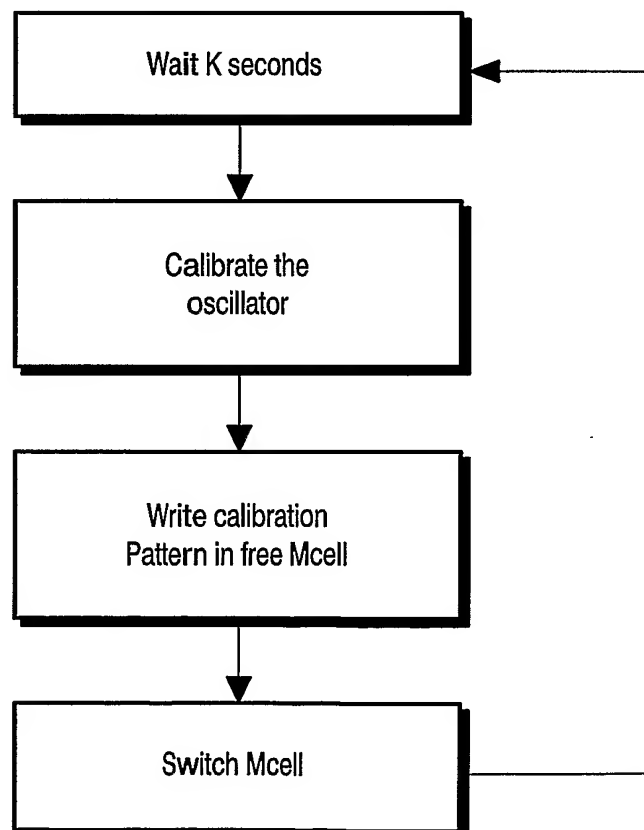 Wait K seconds
Calibrate the
oscillator
Write calibration
Pattern in free Mcell
Switch Mcell